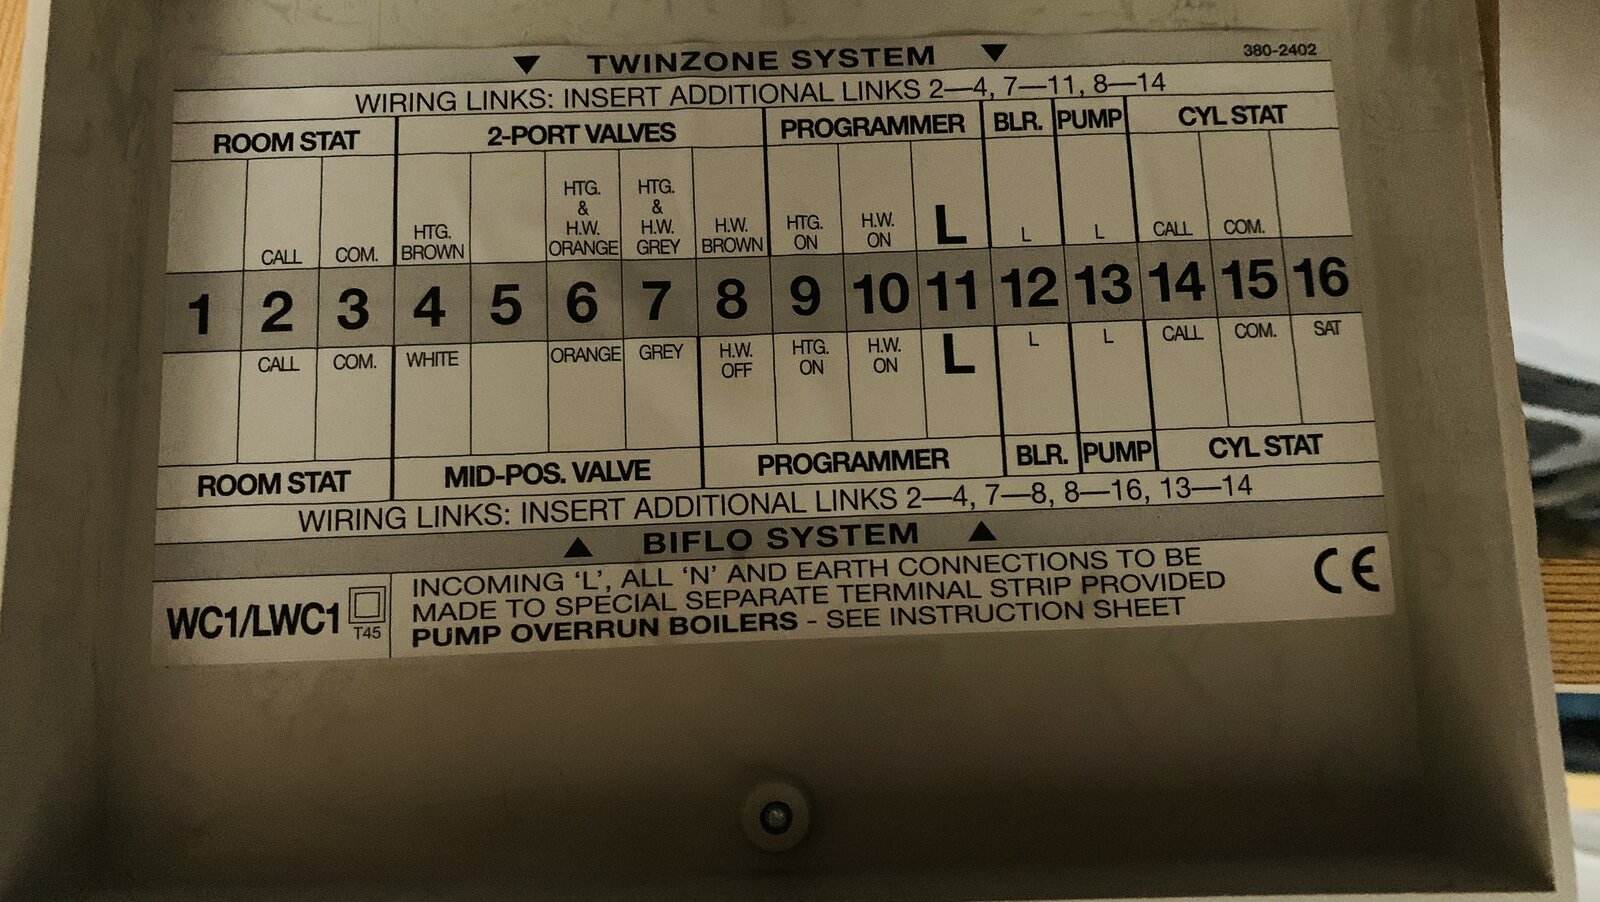 ▼ TWINZONE SYSTEM ▼ 380-2402
WIRING LINKS: INSERT ADDITIONAL LINKS 2—4, 7—11, 8—14
ROOM STAT 2-PORT VALVES PROGRAMMER BLR. PUMP CYL STAT
CALL COM. HTG. BROWN HTG. & H.W. ORANGE HTG. & H.W. GREY H.W. BROWN HTG. ON H.W. ON L L L CALL COM.
1 2 3 4 5 6 7 8 9 10 11 12 13 14 15 16
CALL COM. WHITE ORANGE GREY H.W. OFF HTG. ON H.W. ON L L L CALL COM. SAT
ROOM STAT MID-POS. VALVE PROGRAMMER BLR. PUMP CYL STAT
WIRING LINKS: INSERT ADDITIONAL LINKS 2—4, 7—8, 8—16, 13—14
▲ BIFLO SYSTEM ▲
WC1/LWC1 T45
INCOMING 'L', ALL 'N' AND EARTH CONNECTIONS TO BE
MADE TO SPECIAL SEPARATE TERMINAL STRIP PROVIDED
PUMP OVERRUN BOILERS - SEE INSTRUCTION SHEET
CE